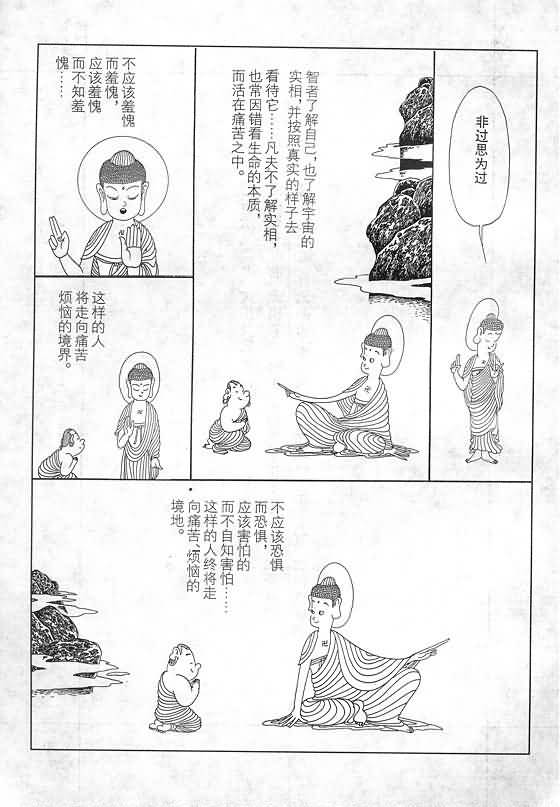 非过思为过
智者了解自己，也了解宇宙的
实相，并按照真实的样子去
看待它……凡夫不了解实相，
也常因错看生命的本质，
而活在痛苦之中。
不应该羞愧
而羞愧，
应该羞愧
而不知羞
愧……
这样的人
将走向痛苦
烦恼的境界。
不应该恐惧
而恐惧，
应该害怕的
而不自知害怕……
这样的人终将走
向痛苦、烦恼的
境地。